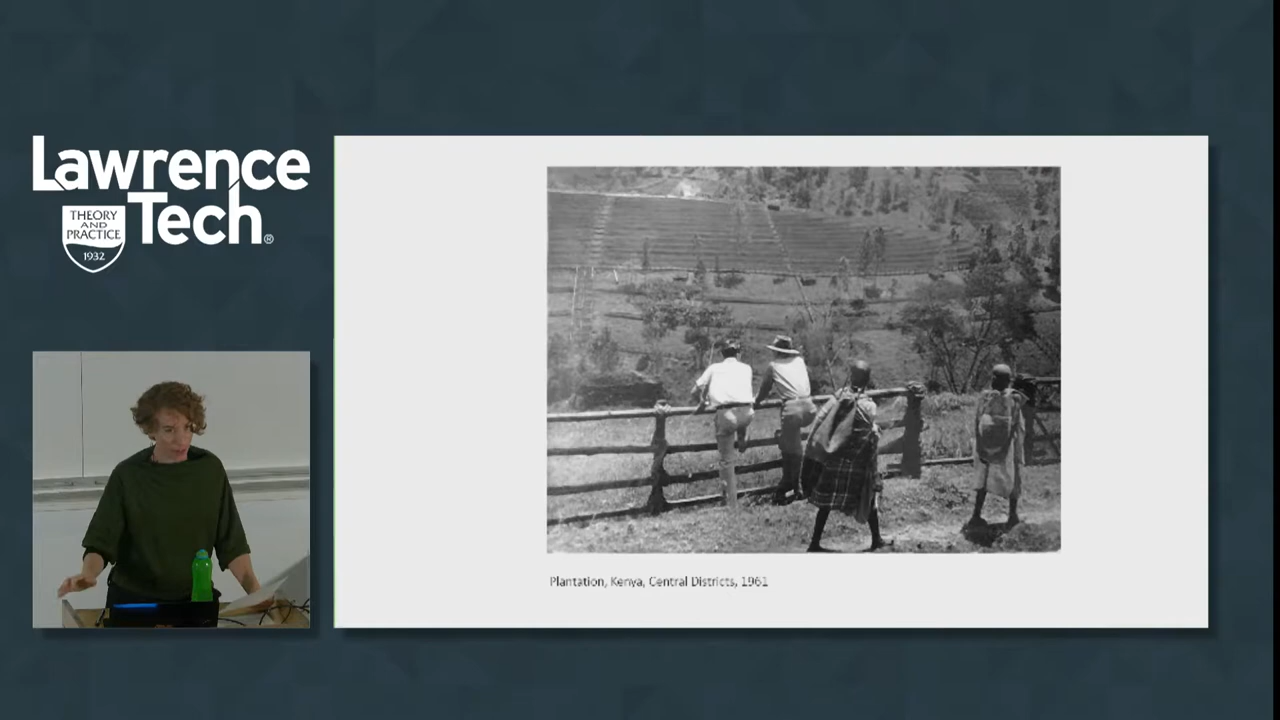 Lawrence
Tech®
THEORY
AND
PRACTICE
1932
Plantation, Kenya, Central Districts, 1961